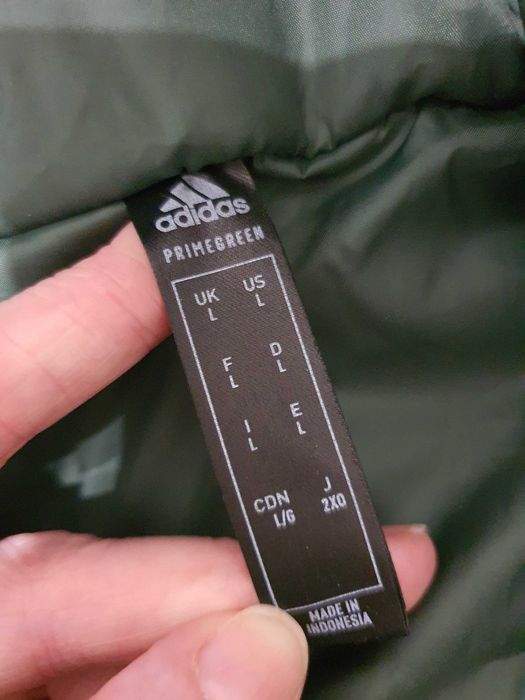 adidas
PRIMEGREEN
UK US
L L
F D
L L
I E
L L
CDN J
L/G 2XO
MADE IN
INDONESIA